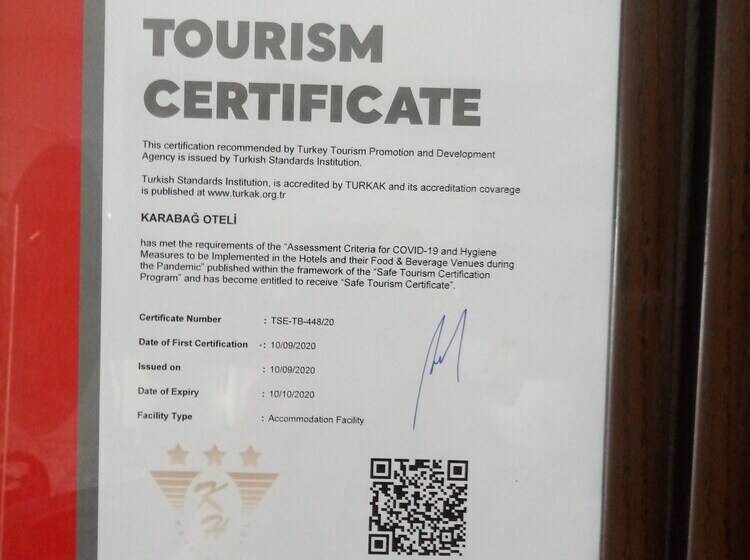 TOURISM
CERTIFICATE
This certification recommended by Turkey Tourism Promotion and Development
Agency is issued by Turkish Standards Institution.
Turkish Standards Institution, is accredited by TURKAK and its accreditation covarege
is published at www.turkak.org.tr
KARABAĞ OTELİ
has met the requirements of the "Assessment Criteria for COVID-19 and Hygiene
Measures to be Implemented in the Hotels and their Food & Beverage Venues during
the Pandemic" published within the framework of the "Safe Tourism Certification
Program" and has become entitled to receive "Safe Tourism Certificate".
Certificate Number : TSE-TB-448/20
Date of First Certification : 10/09/2020
Issued on : 10/09/2020
Date of Expiry : 10/10/2020
Facility Type : Accommodation Facility
KH